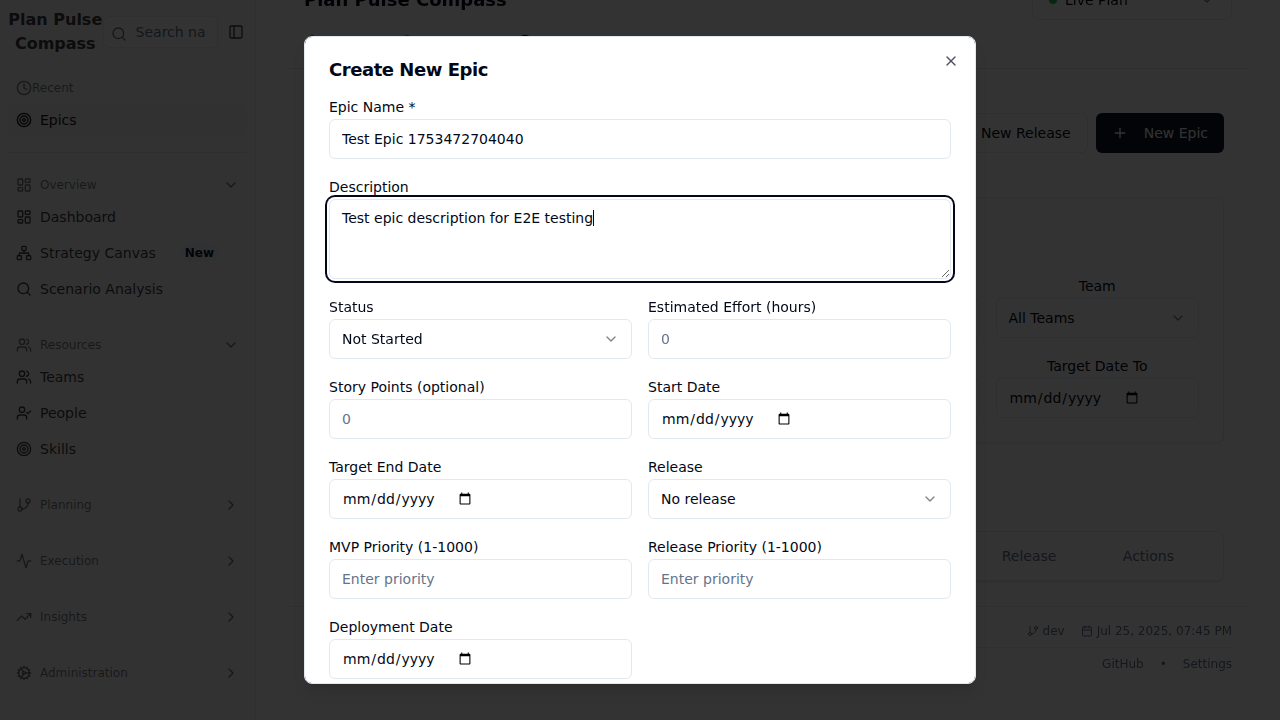 Plan Pulse Compass
Search na
Recent
Epics
Overview
Dashboard
Strategy Canvas New
Scenario Analysis
Resources
Teams
People
Skills
Planning
Execution
Insights
Administration
Plan Pulse Compass
Live Plan
New Release
New Epic
Team
All Teams
Target Date To
mm/dd/yyyy
Release Actions
dev Jul 25, 2025, 07:45 PM
GitHub • Settings
Create New Epic
Epic Name *
Test Epic 1753472704040
Description
Test epic description for E2E testing
Status Estimated Effort (hours)
Not Started 0
Story Points (optional) Start Date
0 mm/dd/yyyy
Target End Date Release
mm/dd/yyyy No release
MVP Priority (1-1000) Release Priority (1-1000)
Enter priority Enter priority
Deployment Date
mm/dd/yyyy